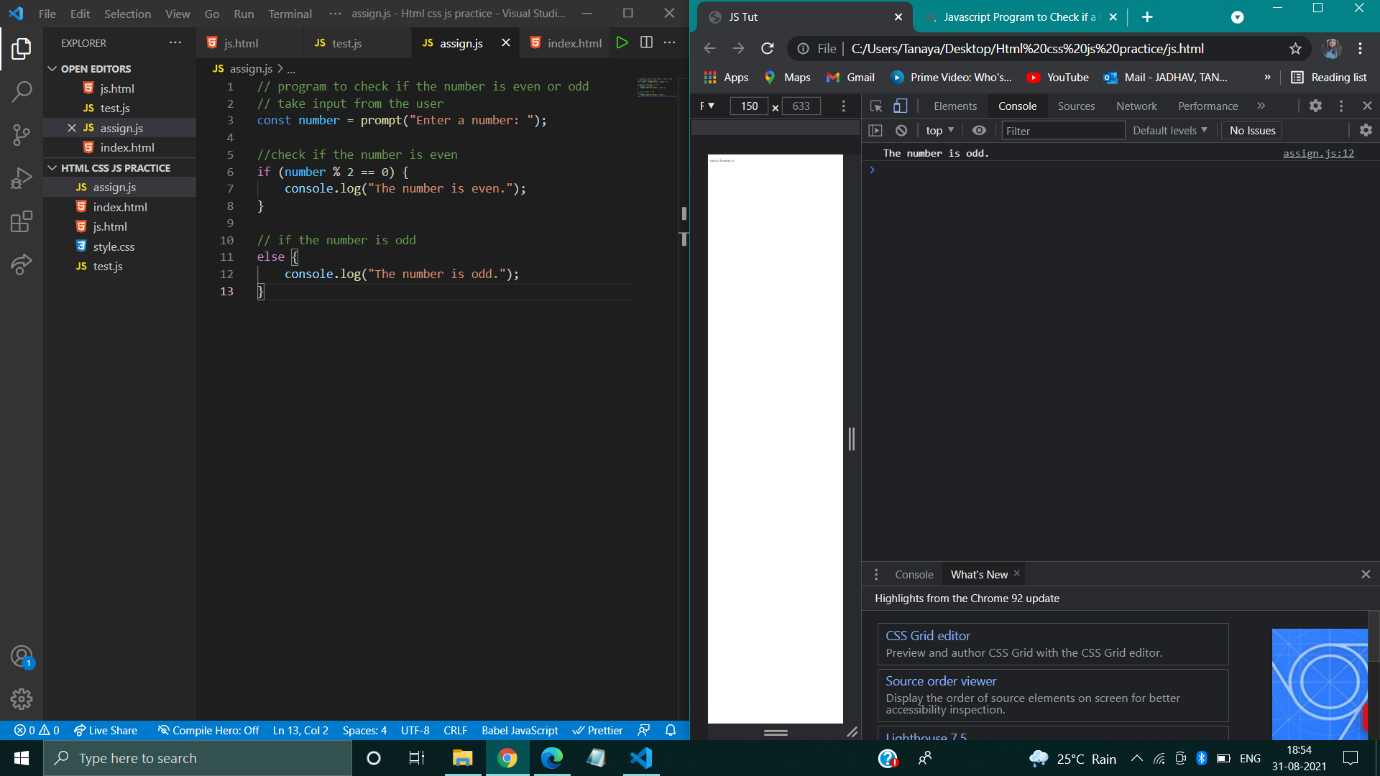 File Edit Selection View Go Run Terminal ··· assign.js - Html css js practice - Visual Studi...
EXPLORER ···
OPEN EDITORS
js.html
test.js
assign.js
index.html
HTML CSS JS PRACTICE
assign.js
index.html
js.html
style.css
test.js
js.html
test.js
assign.js
index.html
assign.js > ...
1 // program to check if the number is even or odd
2 // take input from the user
3 const number = prompt("Enter a number: ");
4
5 //check if the number is even
6 if (number % 2 == 0) {
7 console.log("The number is even.");
8 }
9
10 // if the number is odd
11 else {
12 console.log("The number is odd.");
13 }
1
0 0 Live Share Compile Hero: Off Ln 13, Col 2 Spaces: 4 UTF-8 CRLF Babel JavaScript Prettier
JS Tut
Javascript Program to Check if a
File | C:/Users/Tanaya/Desktop/Html%20css%20js%20practice/js.html
Apps Maps Gmail Prime Video: Who's... YouTube Mail - JADHAV, TAN... » Reading list
150 × 633
Elements Console Sources Network Performance »
top Filter Default levels No Issues
The number is odd. assign.js:12
Console What's New
Highlights from the Chrome 92 update
CSS Grid editor
Preview and author CSS Grid with the CSS Grid editor.
Source order viewer
Display the order of source elements on screen for better
accessibility inspection.
Lighthouse 7.5
Type here to search
25°C Rain
ENG
18:54
31-08-2021